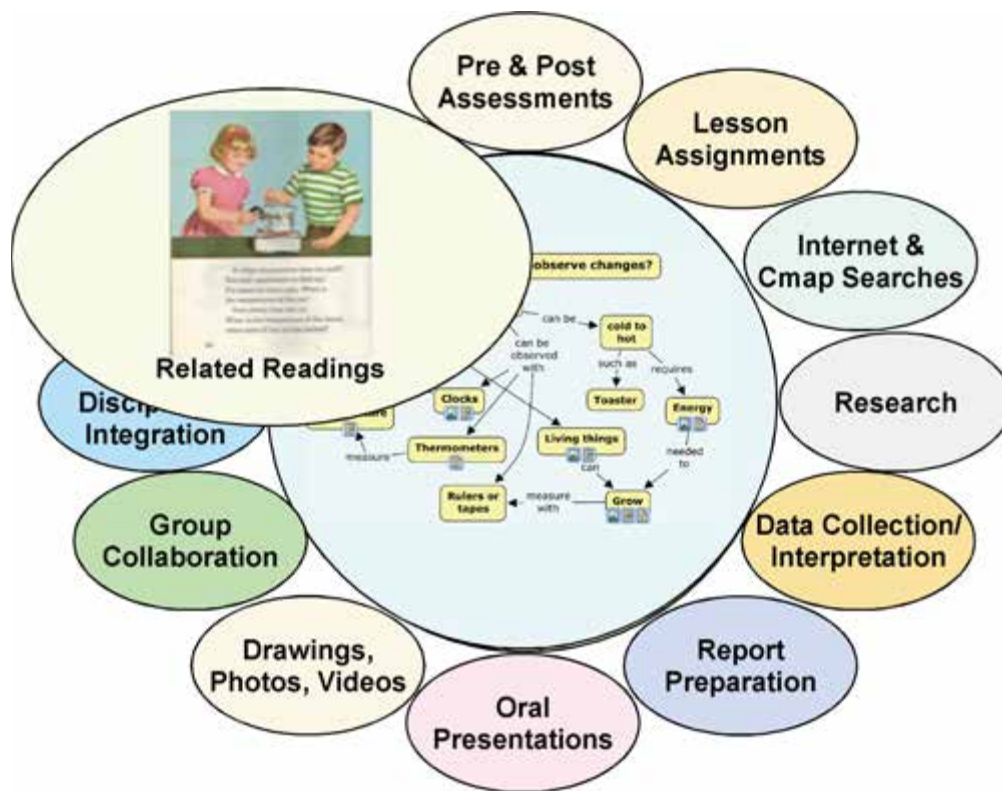 Pre & Post
Assessments
Lesson
Assignments
Internet &
Cmap Searches
Research
Data Collection/
Interpretation
Report
Preparation
Oral
Presentations
Drawings,
Photos, Videos
Group
Collaboration
Integration
Related Readings
observe changes?
can be
cold to
hot
can be
observed
with
such as
requires
Clocks
Toaster
Energy
measure
Thermometers
Living things
can
needed
to
Rulers or
tapes
measure
with
Grow